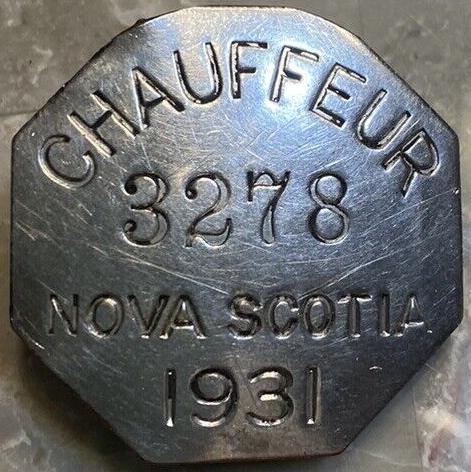 CHAUFFEUR
3278
NOVA SCOTIA
1931